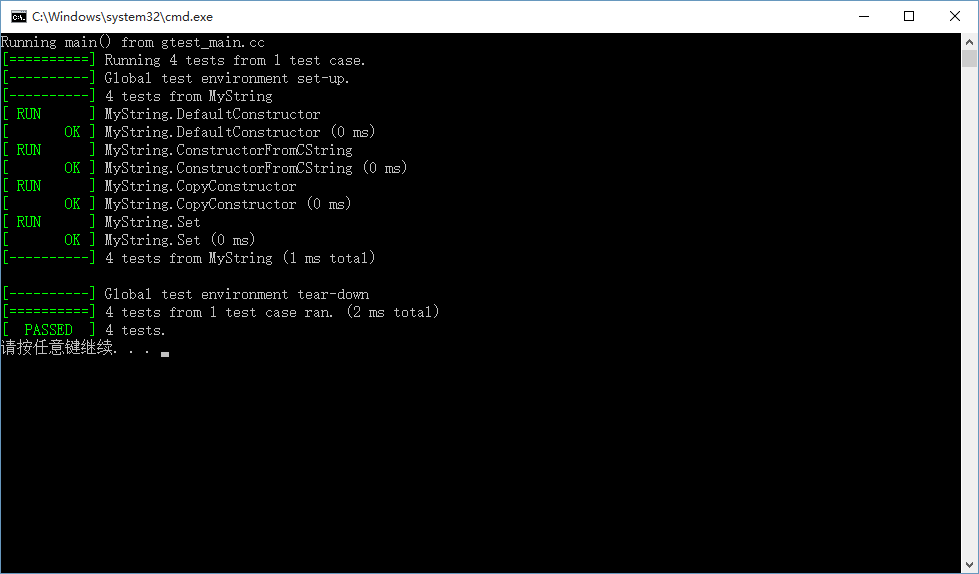 C:\Windows\system32\cmd.exe
Running main() from gtest_main.cc
[==========] Running 4 tests from 1 test case.
[----------] Global test environment set-up.
[----------] 4 tests from MyString
[ RUN      ] MyString.DefaultConstructor
[       OK ] MyString.DefaultConstructor (0 ms)
[ RUN      ] MyString.ConstructorFromCString
[       OK ] MyString.ConstructorFromCString (0 ms)
[ RUN      ] MyString.CopyConstructor
[       OK ] MyString.CopyConstructor (0 ms)
[ RUN      ] MyString.Set
[       OK ] MyString.Set (0 ms)
[----------] 4 tests from MyString (1 ms total)
[----------] Global test environment tear-down
[==========] 4 tests from 1 test case ran. (2 ms total)
[  PASSED  ] 4 tests.
请按任意键继续. . .